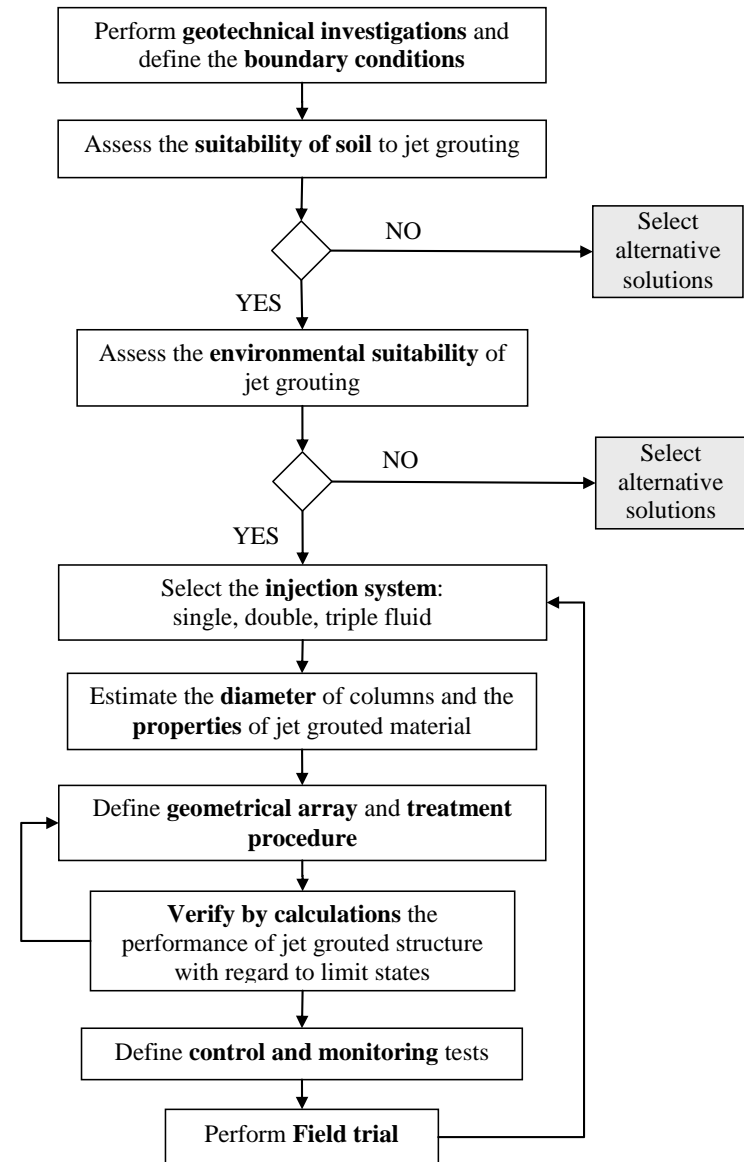 Perform geotechnical investigations and
define the boundary conditions
Assess the suitability of soil to jet grouting
NO
Select
alternative
solutions
YES
Assess the environmental suitability of
jet grouting
NO
Select
alternative
solutions
YES
Select the injection system:
single, double, triple fluid
Estimate the diameter of columns and the
properties of jet grouted material
Define geometrical array and treatment
procedure
Verify by calculations the
performance of jet grouted structure
with regard to limit states
Define control and monitoring tests
Perform Field trial